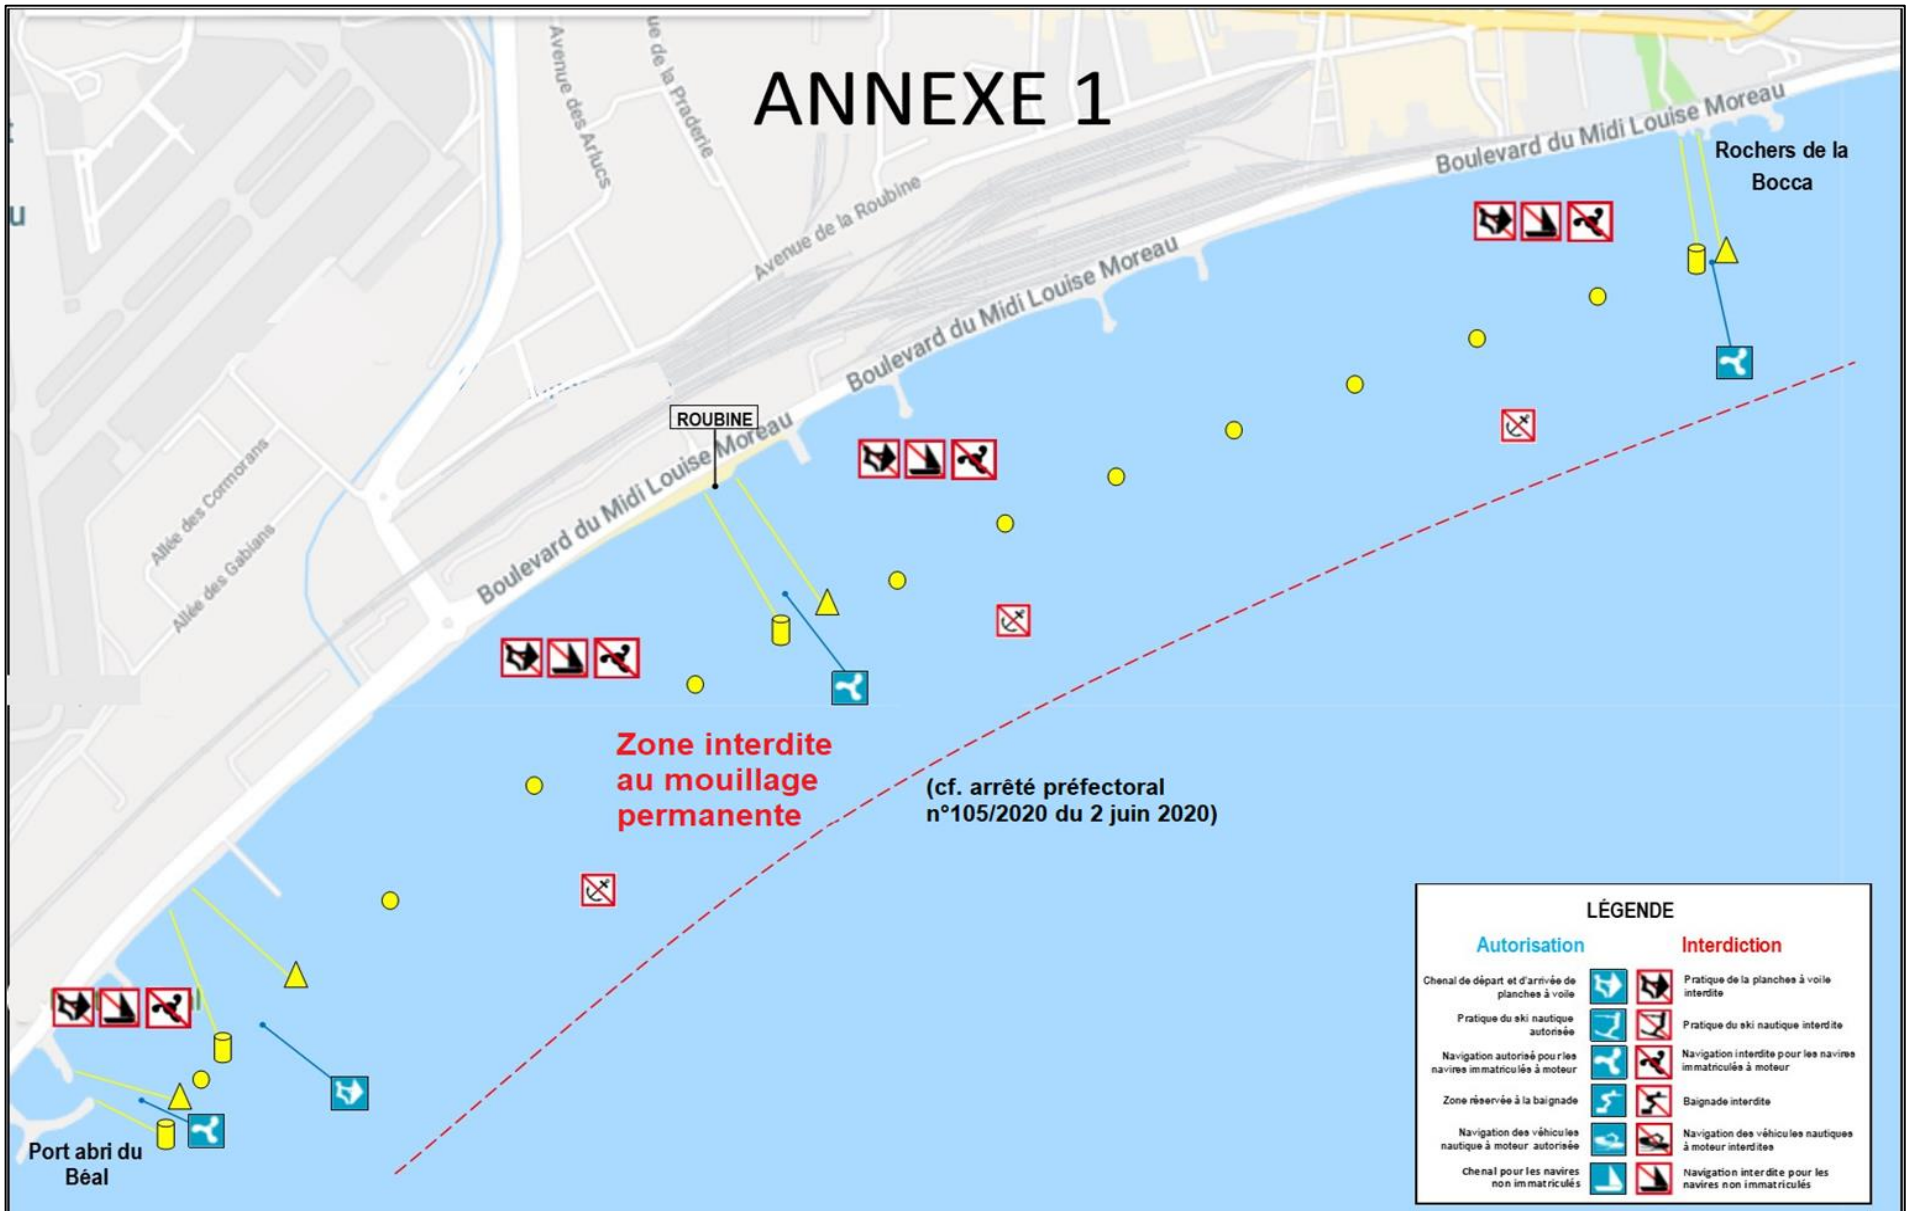 ANNEXE 1
Avenue des Arlucs
ue de la Praderie
Avenue de la Roubine
Boulevard du Midi Louise Moreau
Rochers de la
Bocca
u
Boulevard du Midi Louise Moreau
ROUBINE
Boulevard du Midi Louise Moreau
Allée des Cormorans
Allée des Gabians
Zone interdite
au mouillage
permanente
(cf. arrêté préfectoral
n°105/2020 du 2 juin 2020)
Port abri du
Béal
LÉGENDE
Autorisation
Interdiction
Chenal de départ et d'arrivée de
planches à voile
Pratique de la planches à voile
interdite
Pratique du ski nautique
autorisée
Pratique du ski nautique interdite
Navigation autorisé pour les
navires immatriculés à moteur
Navigation interdite pour les navires
immatriculés à moteur
Zone réservée à la baignade
Baignade interdite
Navigation des véhicules
nautique à moteur autorisée
Navigation des véhicules nautiques
à moteur interdites
Chenal pour les navires
non immatriculés
Navigation interdite pour les
navires non immatriculés